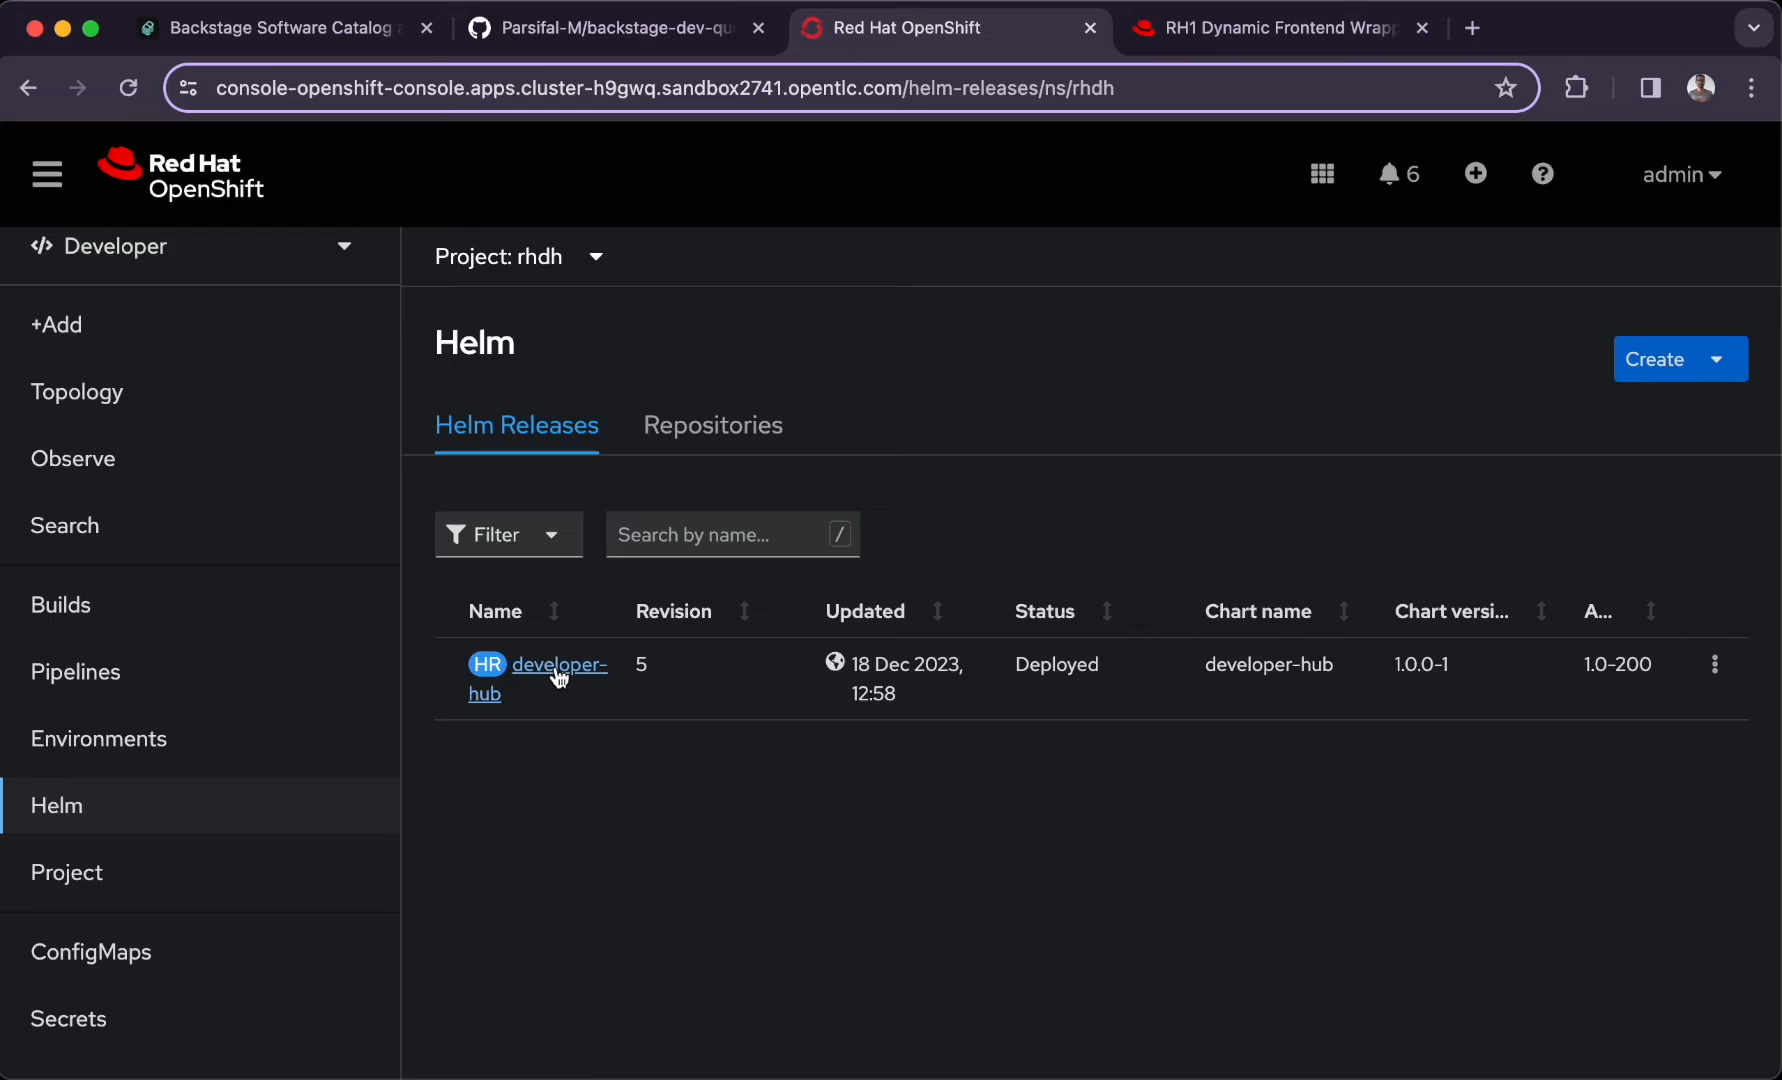 Backstage Software Catalog
Parsifal-M/backstage-dev-qu
Red Hat OpenShift
RH1 Dynamic Frontend Wrapp
console-openshift-console.apps.cluster-h9gwq.sandbox2741.opentlc.com/helm-releases/ns/rhdh
Red Hat
OpenShift
6
admin
</> Developer
Project: rhdh
+Add
Topology
Observe
Search
Builds
Pipelines
Environments
Helm
Project
ConfigMaps
Secrets
Helm
Create
Helm Releases
Repositories
Filter
Search by name...
/
Name
Revision
Updated
Status
Chart name
Chart versi...
A...
HR developer-
hub
5
18 Dec 2023,
12:58
Deployed
developer-hub
1.0.0-1
1.0-200